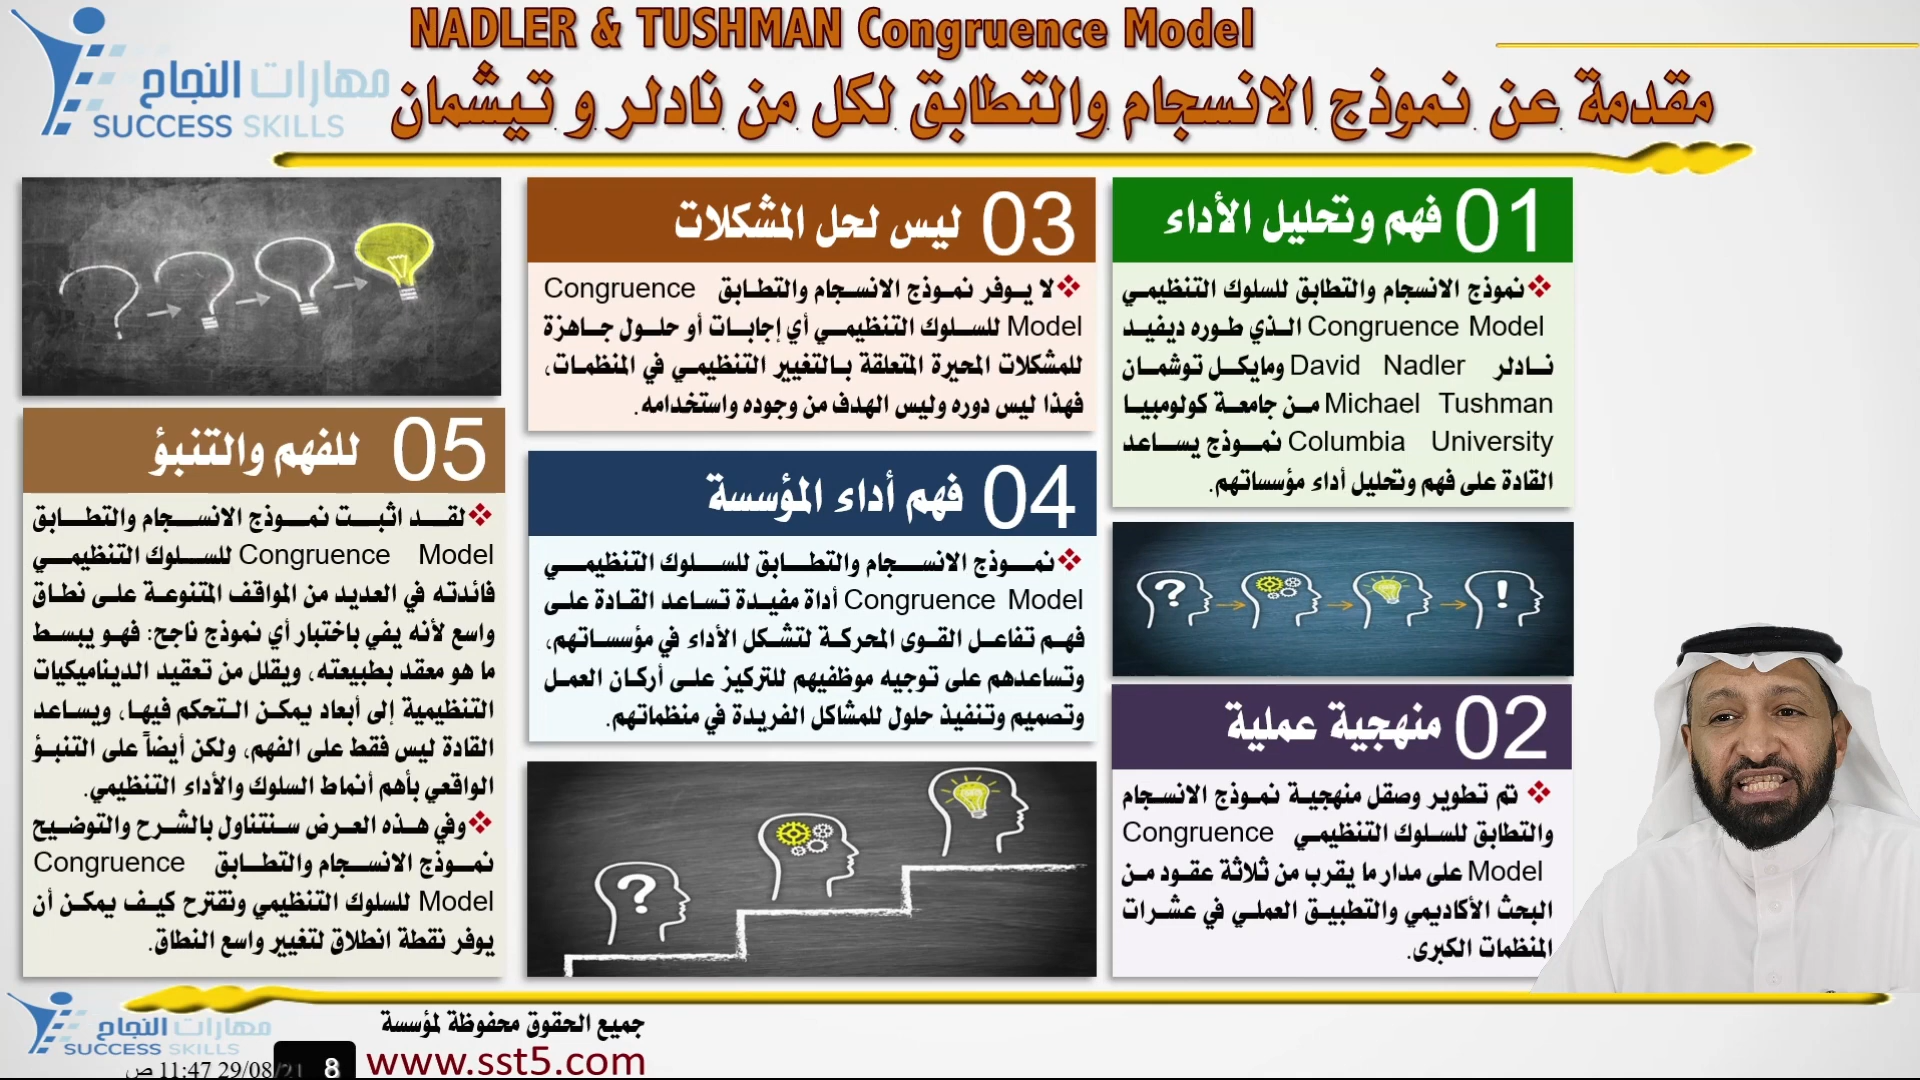 NADLER & TUSHMAN Congruence Model
مقدمة عن نموذج الانسجام والتطابق لكل من نادلر و تيشمان
مهارات النجاح
SUCCESS SKILLS
01 فهم وتحليل الأداء
نموذج الانسجام والتطابق للسلوك التنظيمي
Congruence Model الذي طوره ديفيد
نادلر David Nadler ومايكل توشمان
Michael Tushman من جامعة كولومبيا
Columbia University نموذج يساعد
القادة على فهم وتحليل أداء مؤسساتهم.
02 منهجية عملية
تم تطوير وصقل منهجية نموذج الانسجام
والتطابق للسلوك التنظيمي Congruence
Model على مدار ما يقرب من ثلاثة عقود من
البحث الأكاديمي والتطبيق العملي في عشرات
المنظمات الكبرى.
03 ليس لحل المشكلات
لا يوفر نموذج الانسجام والتطابق Congruence
Model للسلوك التنظيمي أي إجابات أو حلول جاهزة
للمشكلات المحيرة المتعلقة بالتغيير التنظيمي في المنظمات،
فهذا ليس دوره وليس الهدف من وجوده واستخدامه.
04 فهم أداء المؤسسة
نموذج الانسجام والتطابق للسلوك التنظيمي
Congruence Model أداة مفيدة تساعد القادة على
فهم تفاعل القوى المحركة لتشكل الأداء في مؤسساتهم،
وتساعدهم على توجيه موظفيهم للتركيز على أركان العمل
وتصميم وتنفيذ حلول للمشاكل الفريدة في منظماتهم.
05 للفهم والتنبؤ
لقد اثبت نموذج الانسجام والتطابق
Congruence Model للسلوك التنظيمي
فائدته في العديد من المواقف المتنوعة على نطاق
واسع لأنه يفي باختبار أي نموذج ناجح: فهو يبسط
ما هو معقد بطبيعته، ويقلل من تعقيد الديناميكيات
التنظيمية إلى أبعاد يمكن التحكم فيها، ويساعد
القادة ليس فقط على الفهم، ولكن أيضاً على التنبؤ
الواقعي بأهم أنماط السلوك والأداء التنظيمي.
وفي هذه العرض سنتناول بالشرح والتوضيح
نموذج الانسجام والتطابق Congruence
Model للسلوك التنظيمي ونقترح كيف يمكن أن
يوفر نقطة انطلاق لتغيير واسع النطاق.
مهارات النجاح
SUCCESS SKILLS
جميع الحقوق محفوظة لمؤسسة
www.sst5.com
8
29/08/21 11:47 ص